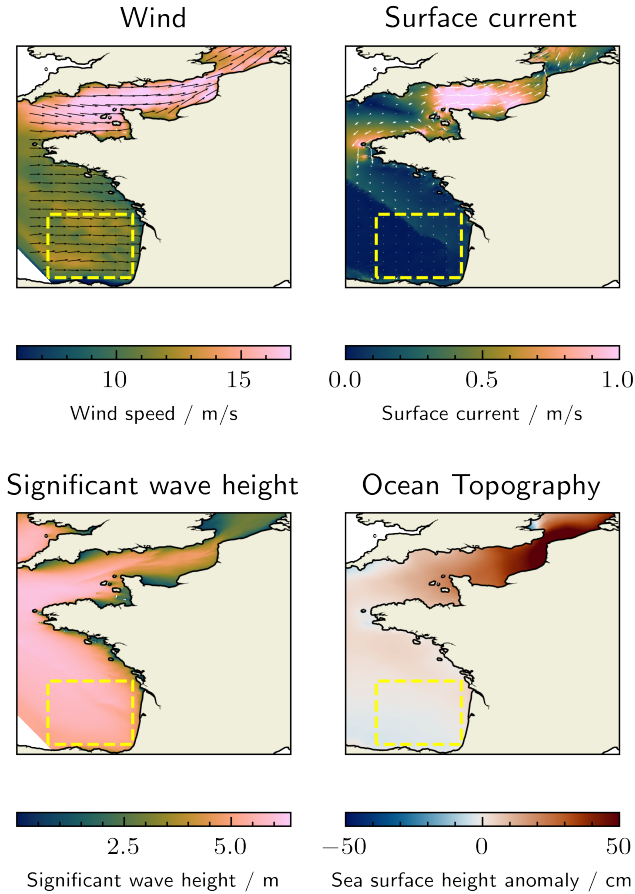 Wind
Surface current
10 15
0.0 0.5 1.0
Wind speed / m/s
Surface current / m/s
Significant wave height
Ocean Topography
2.5 5.0
−50 0 50
Significant wave height / m
Sea surface height anomaly / cm